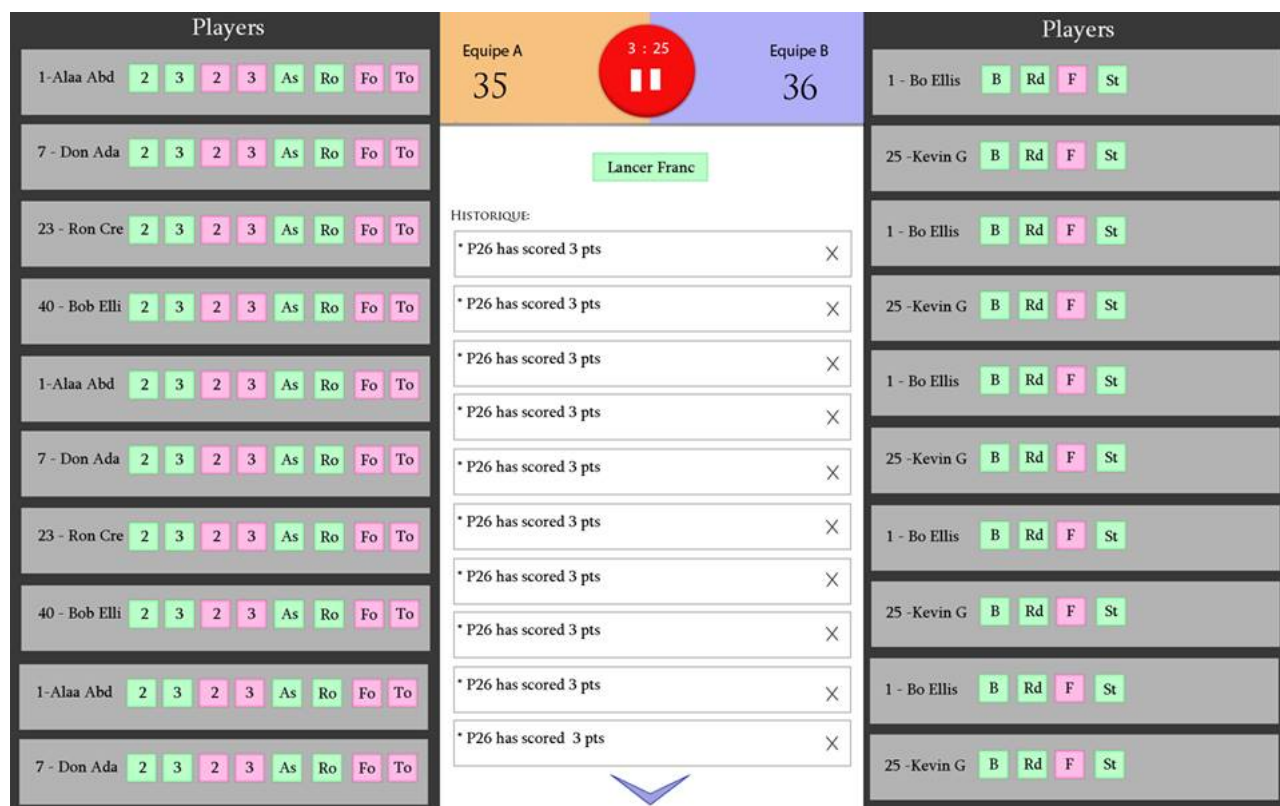 Players
1-Alaa Abd 2 3 2 3 As Ro Fo To
7 - Don Ada 2 3 2 3 As Ro Fo To
23 - Ron Cre 2 3 2 3 As Ro Fo To
40 - Bob Elli 2 3 2 3 As Ro Fo To
1-Alaa Abd 2 3 2 3 As Ro Fo To
7 - Don Ada 2 3 2 3 As Ro Fo To
23 - Ron Cre 2 3 2 3 As Ro Fo To
40 - Bob Elli 2 3 2 3 As Ro Fo To
1-Alaa Abd 2 3 2 3 As Ro Fo To
7 - Don Ada 2 3 2 3 As Ro Fo To
Equipe A
35
3 : 25
Equipe B
36
Lancer Franc
Historique:
* P26 has scored 3 pts X
* P26 has scored 3 pts X
* P26 has scored 3 pts X
* P26 has scored 3 pts X
* P26 has scored 3 pts X
* P26 has scored 3 pts X
* P26 has scored 3 pts X
* P26 has scored 3 pts X
* P26 has scored 3 pts X
* P26 has scored 3 pts X
Players
1 - Bo Ellis B Rd F St
25 -Kevin G B Rd F St
1 - Bo Ellis B Rd F St
25 -Kevin G B Rd F St
1 - Bo Ellis B Rd F St
25 -Kevin G B Rd F St
1 - Bo Ellis B Rd F St
25 -Kevin G B Rd F St
1 - Bo Ellis B Rd F St
25 -Kevin G B Rd F St